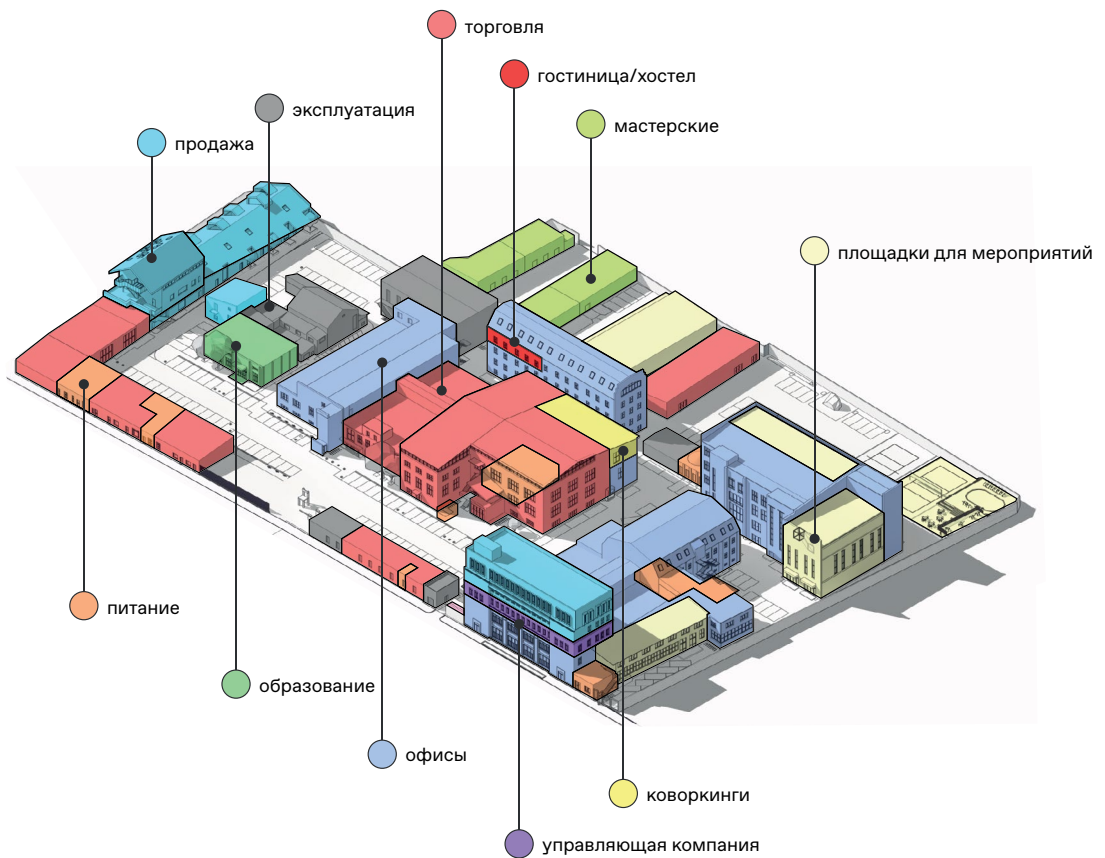 торговля
гостиница/хостел
эксплуатация
мастерские
продажа
площадки для мероприятий
питание
образование
офисы
коворкинги
управляющая компания